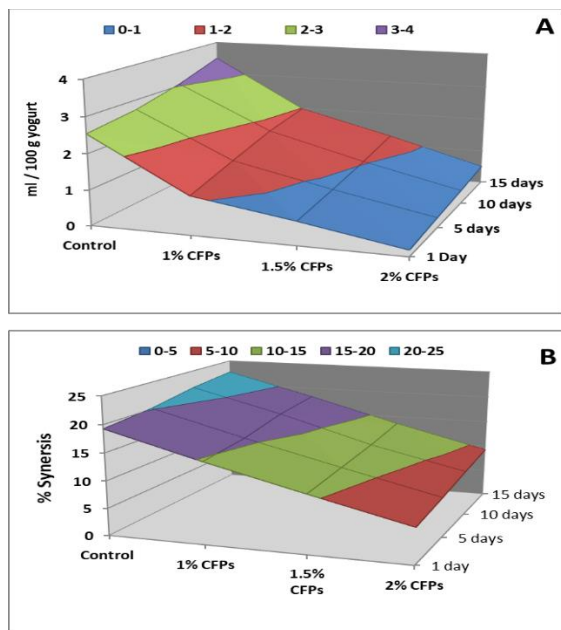 0-1 1-2 2-3 3-4 A
4
3
2
1
0
ml / 100 g yogurt
Control
1% CFPs
1.5% CFPs
2% CFPs
15 days
10 days
5 days
1 Day
0-5 5-10 10-15 15-20 20-25 B
25
20
15
10
5
0
% Synersis
Control
1% CFPs
1.5%
CFPs
2% CFPs
15 days
10 days
5 days
1 day